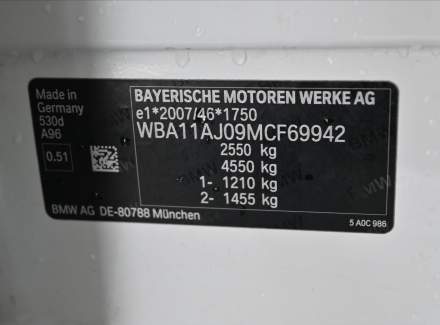 Made in
Germany
530d
A96
0.51
BAYERISCHE MOTOREN WERKE AG
e1*2007/46*1750
WBA11AJ09MCF69942
2550 kg
4550 kg
1- 1210 kg
2- 1455 kg
BMW AG DE-80788 München
5 A0C 986